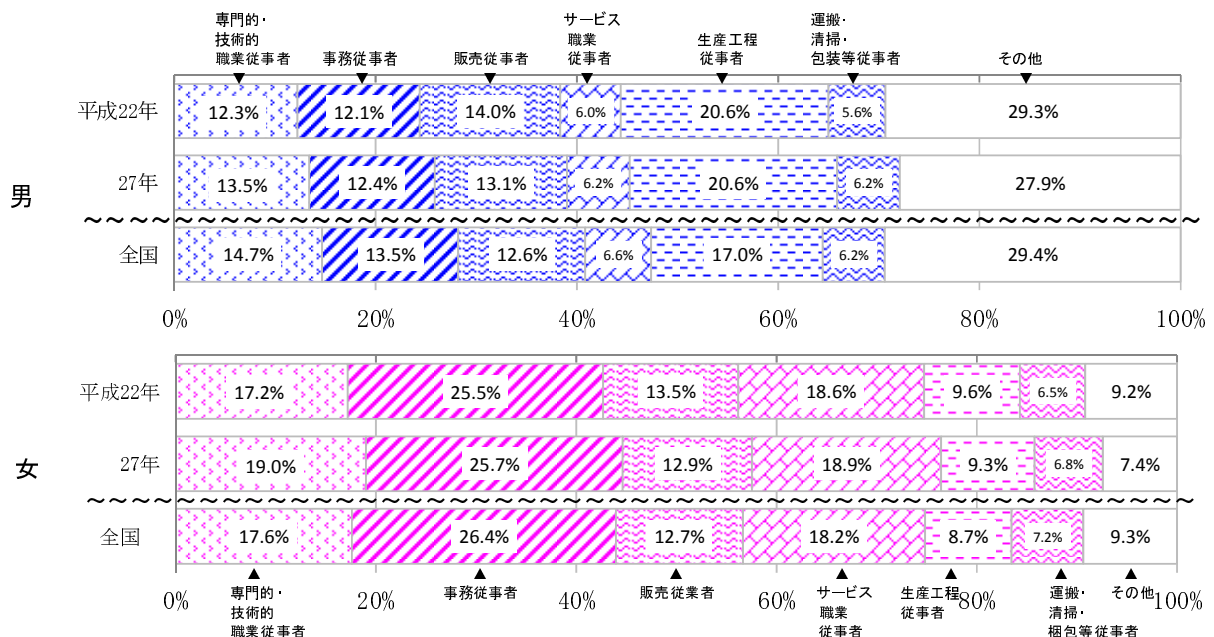 専門的・
技術的
職業従事者
事務従事者
販売従事者
サービス
職業
従事者
生産工程
従事者
運搬・
清掃・
包装等従事者
その他
男
平成22年
12.3%
12.1%
14.0%
6.0%
20.6%
5.6%
29.3%
27年
13.5%
12.4%
13.1%
6.2%
20.6%
6.2%
27.9%
全国
14.7%
13.5%
12.6%
6.6%
17.0%
6.2%
29.4%
0%
20%
40%
60%
80%
100%
女
平成22年
17.2%
25.5%
13.5%
18.6%
9.6%
6.5%
9.2%
27年
19.0%
25.7%
12.9%
18.9%
9.3%
6.8%
7.4%
全国
17.6%
26.4%
12.7%
18.2%
8.7%
7.2%
9.3%
0%
20%
40%
60%
80%
100%
専門的・
技術的
職業従事者
事務従事者
販売従業者
サービス
職業
従事者
生産工程
従事者
運搬・
清掃・
梱包等従事者
その他